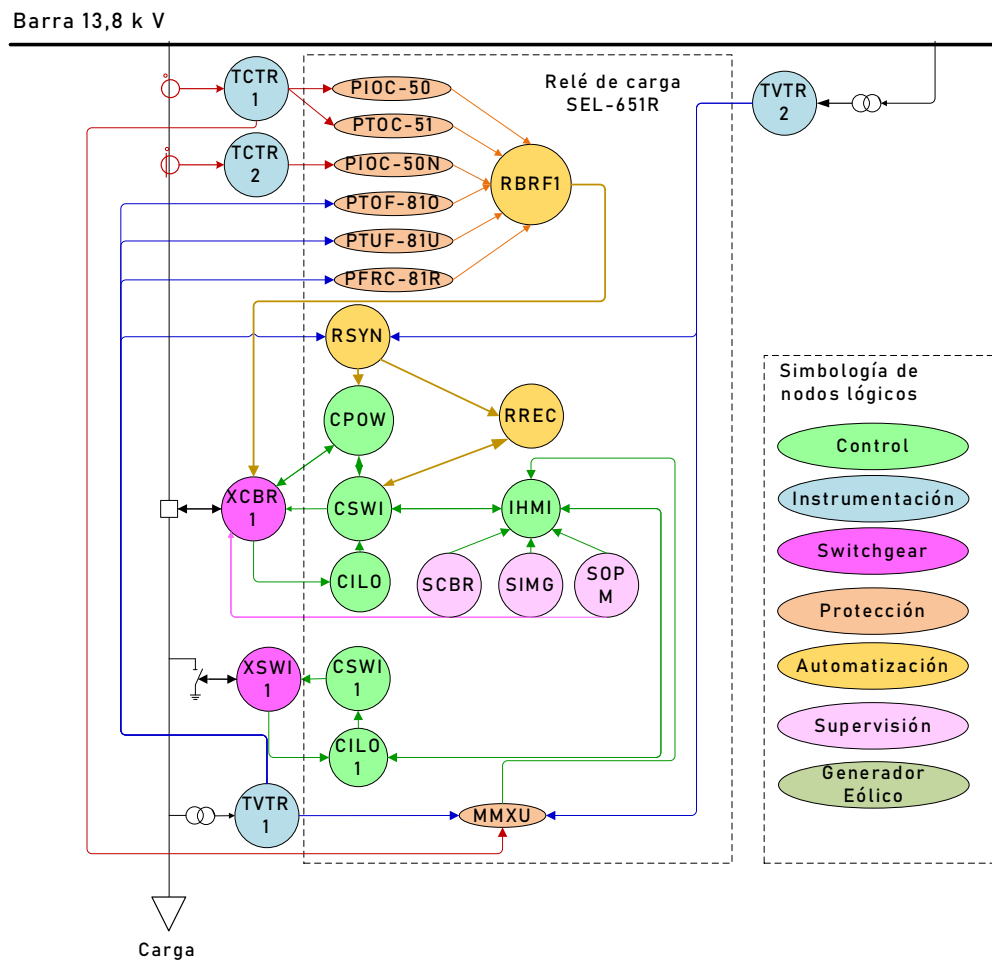 Barra 13,8 k V
Relé de carga
SEL-651R
TCTR
1
PIOC-50
PTOC-51
TVTR
2
TCTR
2
PIOC-50N
RBRF1
PTOF-81O
PTUF-81U
PFRC-81R
RSYN
CPOW
RREC
XCBR
1
CSWI
IHMI
CILO
SCBR
SIMG
SOP
M
XSWI
1
CSWI
1
CILO
1
TVTR
1
MMXU
Carga
Simbología de
nodos lógicos
Control
Instrumentación
Switchgear
Protección
Automatización
Supervisión
Generador
Eólico